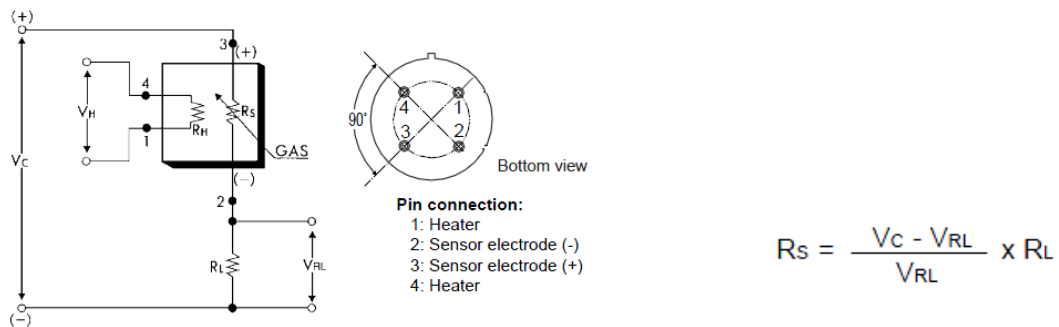 (+)
3
(+)
4
VH
RH
RS
1
GAS
VC
(-)
2
RL
VRL
(-)
90°
4
1
3
2
Bottom view
Pin connection:
1: Heater
2: Sensor electrode (-)
3: Sensor electrode (+)
4: Heater
RS = VC - VRL / VRL x RL